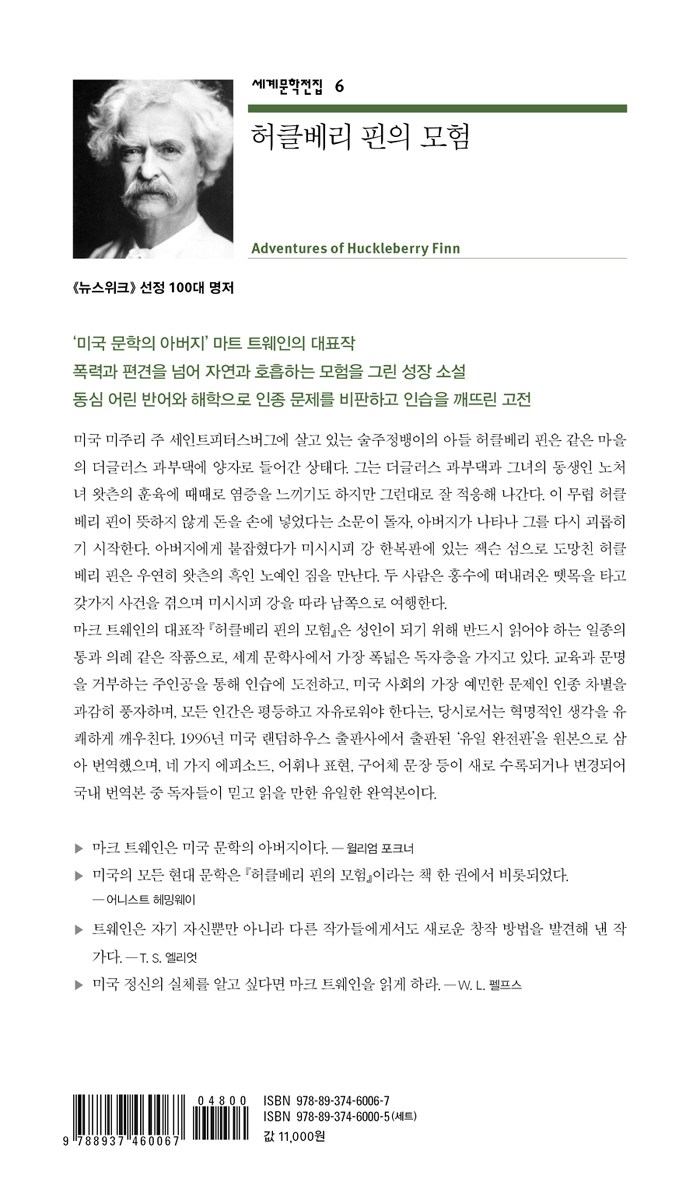 세계문학전집 6
허클베리 핀의 모험
Adventures of Huckleberry Finn
《뉴스위크》 선정 100대 명저
‘미국 문학의 아버지’ 마트 트웨인의 대표작
폭력과 편견을 넘어 자연과 호흡하는 모험을 그린 성장 소설
동심 어린 반어와 해학으로 인종 문제를 비판하고 인습을 깨뜨린 고전
미국 미주리 주 세인트피터스버그에 살고 있는 술주정뱅이의 아들 허클베리 핀은 같은 마을
의 더글러스 과부댁에 양자로 들어간 상태다. 그는 더글러스 과부댁과 그녀의 동생인 노처
녀 왓츤의 훈육에 때때로 염증을 느끼기도 하지만 그런대로 잘 적응해 나간다. 이 무렵 허클
베리 핀이 뜻하지 않게 돈을 손에 넣었다는 소문이 돌자, 아버지가 나타나 그를 다시 괴롭히
기 시작한다. 아버지에게 붙잡혔다가 미시시피 강 한복판에 있는 잭슨 섬으로 도망친 허클
베리 핀은 우연히 왓츤의 흑인 노예인 짐을 만난다. 두 사람은 홍수에 떠내려온 뗏목을 타고
갖가지 사건을 겪으며 미시시피 강을 따라 남쪽으로 여행한다.
마크 트웨인의 대표작 『허클베리 핀의 모험』은 성인이 되기 위해 반드시 읽어야 하는 일종의
통과 의례 같은 작품으로, 세계 문학사에서 가장 폭넓은 독자층을 가지고 있다. 교육과 문명
을 거부하는 주인공을 통해 인습에 도전하고, 미국 사회의 가장 예민한 문제인 인종 차별을
과감히 풍자하며, 모든 인간은 평등하고 자유로워야 한다는, 당시로서는 혁명적인 생각을 유
쾌하게 깨우친다. 1996년 미국 랜덤하우스 출판사에서 출판된 ‘유일 완전판’을 원본으로 삼
아 번역했으며, 네 가지 에피소드, 어휘나 표현, 구어체 문장 등이 새로 수록되거나 변경되어
국내 번역본 중 독자들이 믿고 읽을 만한 유일한 완역본이다.
▶ 마크 트웨인은 미국 문학의 아버지이다. ─ 윌리엄 포크너
▶ 미국의 모든 현대 문학은 『허클베리 핀의 모험』이라는 책 한 권에서 비롯되었다.
─ 어니스트 헤밍웨이
▶ 트웨인은 자기 자신뿐만 아니라 다른 작가들에게서도 새로운 창작 방법을 발견해 낸 작
가다. ─ T. S. 엘리엇
▶ 미국 정신의 실체를 알고 싶다면 마크 트웨인을 읽게 하라. ─ W. L. 펠프스
04800
9 788937 460067
ISBN 978-89-374-6006-7
ISBN 978-89-374-6000-5(세트)
값 11,000원